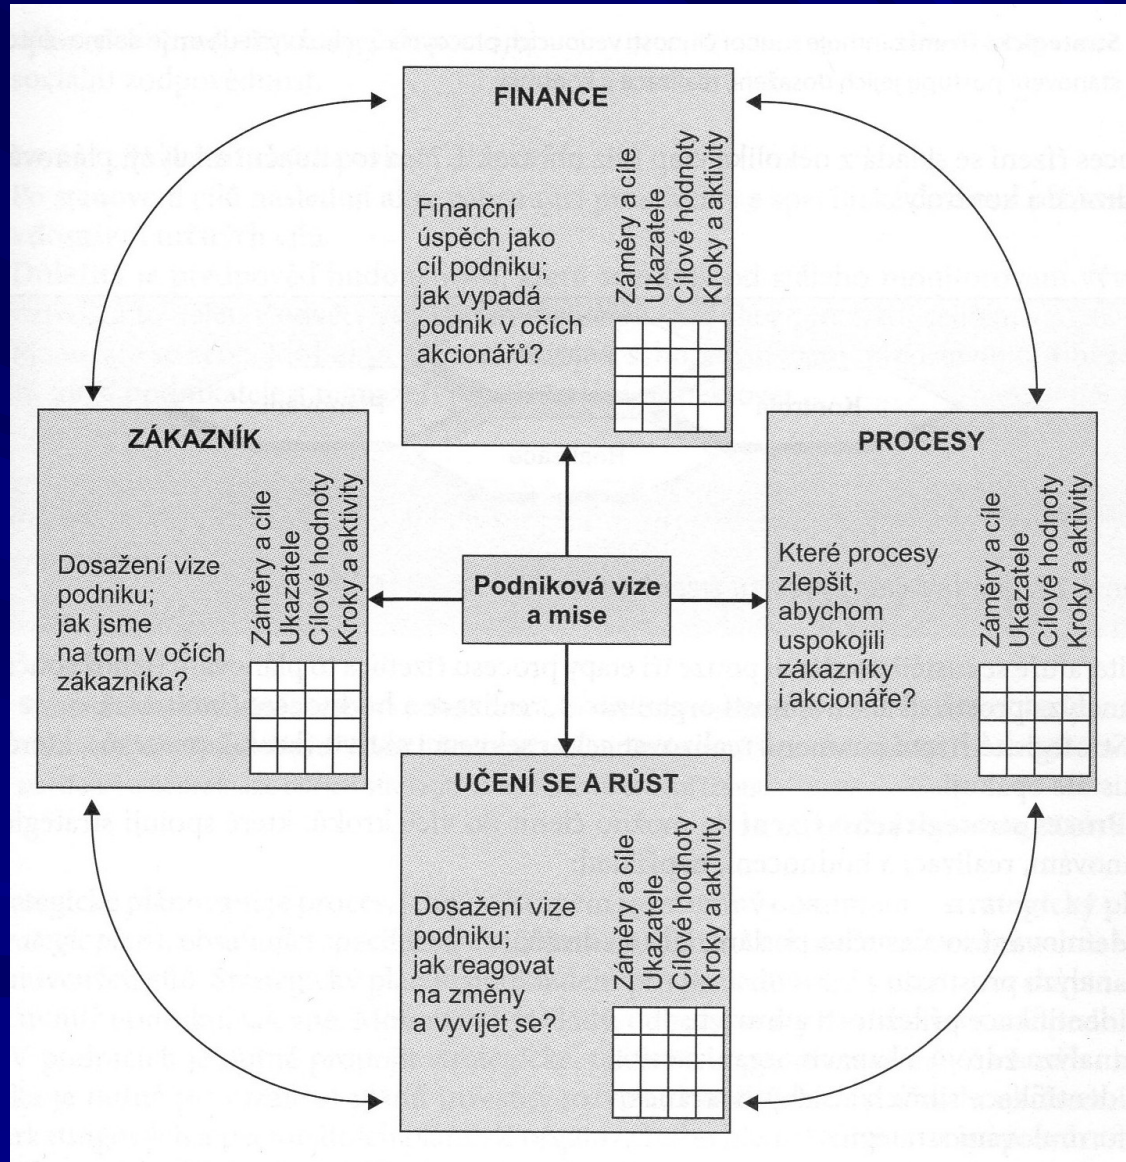 FINANCE
Finanční
úspěch jako
cíl podniku;
jak vypadá
podnik v očích
akcionářů?
Záměry a cíle
Ukazatele
Cílové hodnoty
Kroky a aktivity
ZÁKAZNÍK
Dosažení vize
podniku;
jak jsme
na tom v očích
zákazníka?
Záměry a cíle
Ukazatele
Cílové hodnoty
Kroky a aktivity
Podniková vize
a mise
PROCESY
Které procesy
zlepšit,
abychom
uspokojili
zákazníky
i akcionáře?
Záměry a cíle
Ukazatele
Cílové hodnoty
Kroky a aktivity
UČENÍ SE A RŮST
Dosažení vize
podniku;
jak reagovat
na změny
a vyvíjet se?
Záměry a cíle
Ukazatele
Cílové hodnoty
Kroky a aktivity